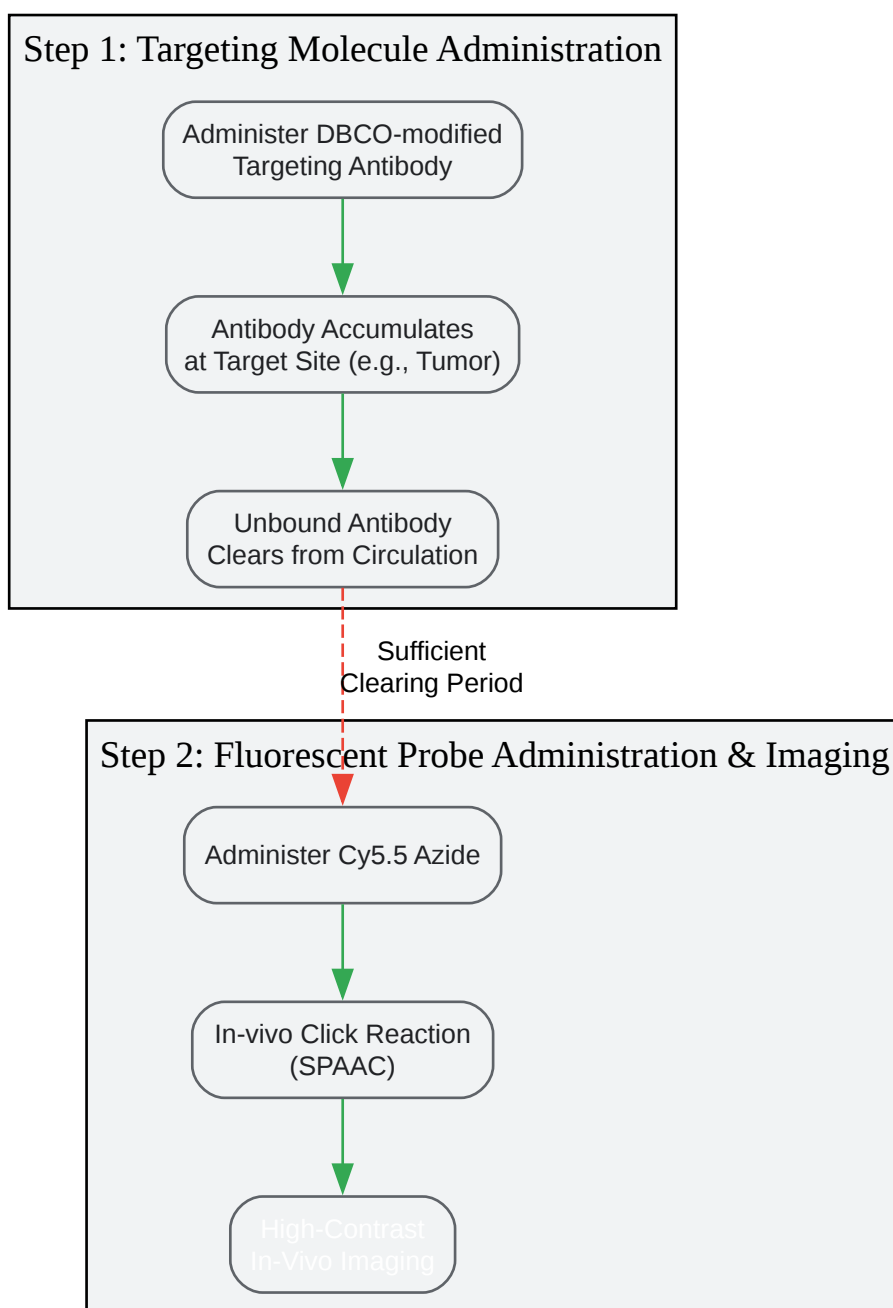 Step 1: Targeting Molecule Administration
Administer DBCO-modified
Targeting Antibody
Antibody Accumulates
at Target Site (e.g., Tumor)
Unbound Antibody
Clears from Circulation
Sufficient
Clearing Period
Step 2: Fluorescent Probe Administration & Imaging
Administer Cy5.5 Azide
In-vivo Click Reaction
(SPAAC)
High-Contrast
In-Vivo Imaging